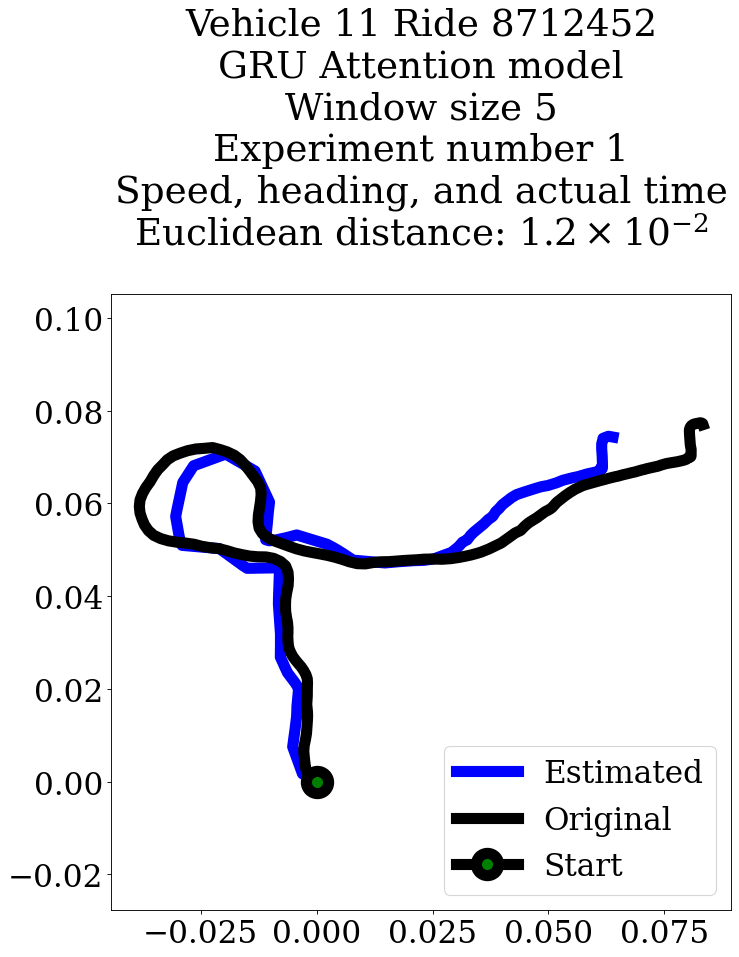 Vehicle 11 Ride 8712452
GRU Attention model
Window size 5
Experiment number 1
Speed, heading, and actual time
Euclidean distance: 1.2 × 10⁻²
0.10
0.08
0.06
0.04
0.02
0.00
−0.02
Estimated
Original
Start
−0.025 0.000 0.025 0.050 0.075